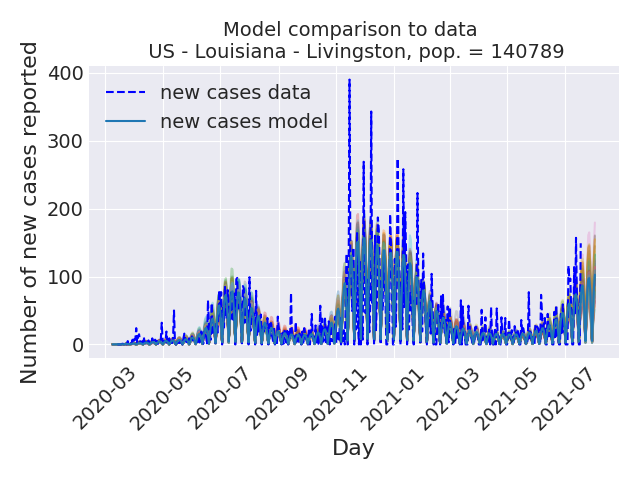 Model comparison to data
US - Louisiana - Livingston, pop. = 140789
Number of new cases reported
400
300
200
100
0
new cases data
new cases model
2020-03
2020-05
2020-07
2020-09
2020-11
2021-01
2021-03
2021-05
2021-07
Day